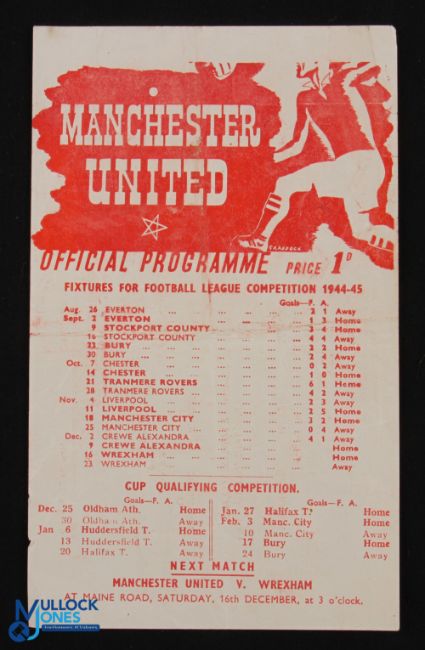 MANCHESTER
UNITED
CRADDOCK
OFFICIAL PROGRAMME PRICE 1D
FIXTURES FOR FOOTBALL LEAGUE COMPETITION 1944-45
Goals—F. A.
Aug. 26 EVERTON ... ... ... ... 2 1 Away
Sept. 2 EVERTON ... ... ... ... 1 3 Home
9 STOCKPORT COUNTY ... ... ... 3 4 Home
16 STOCKPORT COUNTY ... ... ... 4 4 Away
23 BURY ... ... ... ... 2 2 Home
30 BURY ... ... ... ... 2 4 Away
Oct. 7 CHESTER ... ... ... ... 0 2 Away
14 CHESTER ... ... ... ... 1 0 Home
21 TRANMERE ROVERS ... ... ... 6 1 Home
28 TRANMERE ROVERS ... ... ... 4 2 Away
Nov. 4 LIVERPOOL ... ... ... ... 2 3 Away
11 LIVERPOOL ... ... ... ... 2 5 Home
18 MANCHESTER CITY ... ... ... 3 2 Home
25 MANCHESTER CITY ... ... ... 0 4 Away
Dec. 2 CREWE ALEXANDRA ... ... ... 4 1 Away
9 CREWE ALEXANDRA ... ... ... Home
16 WREXHAM ... ... ... ... Home
23 WREXHAM ... ... ... ... Away
CUP QUALIFYING COMPETITION.
Goals—F. A. Goals—F. A.
Dec. 25 Oldham Ath. Home Jan. 27 Halifax T. Home
30 Oldham Ath. Away Feb. 3 Manc. City Home
Jan 6 Huddersfield T. Home 10 Manc. City Away
13 Huddersfield T. Away 17 Bury Home
20 Halifax T. Away 24 Bury Away
NEXT MATCH
MANCHESTER UNITED V. WREXHAM
AT MAINE ROAD, SATURDAY, 16th DECEMBER, at 3 o'clock.
MULLOCK
JONES